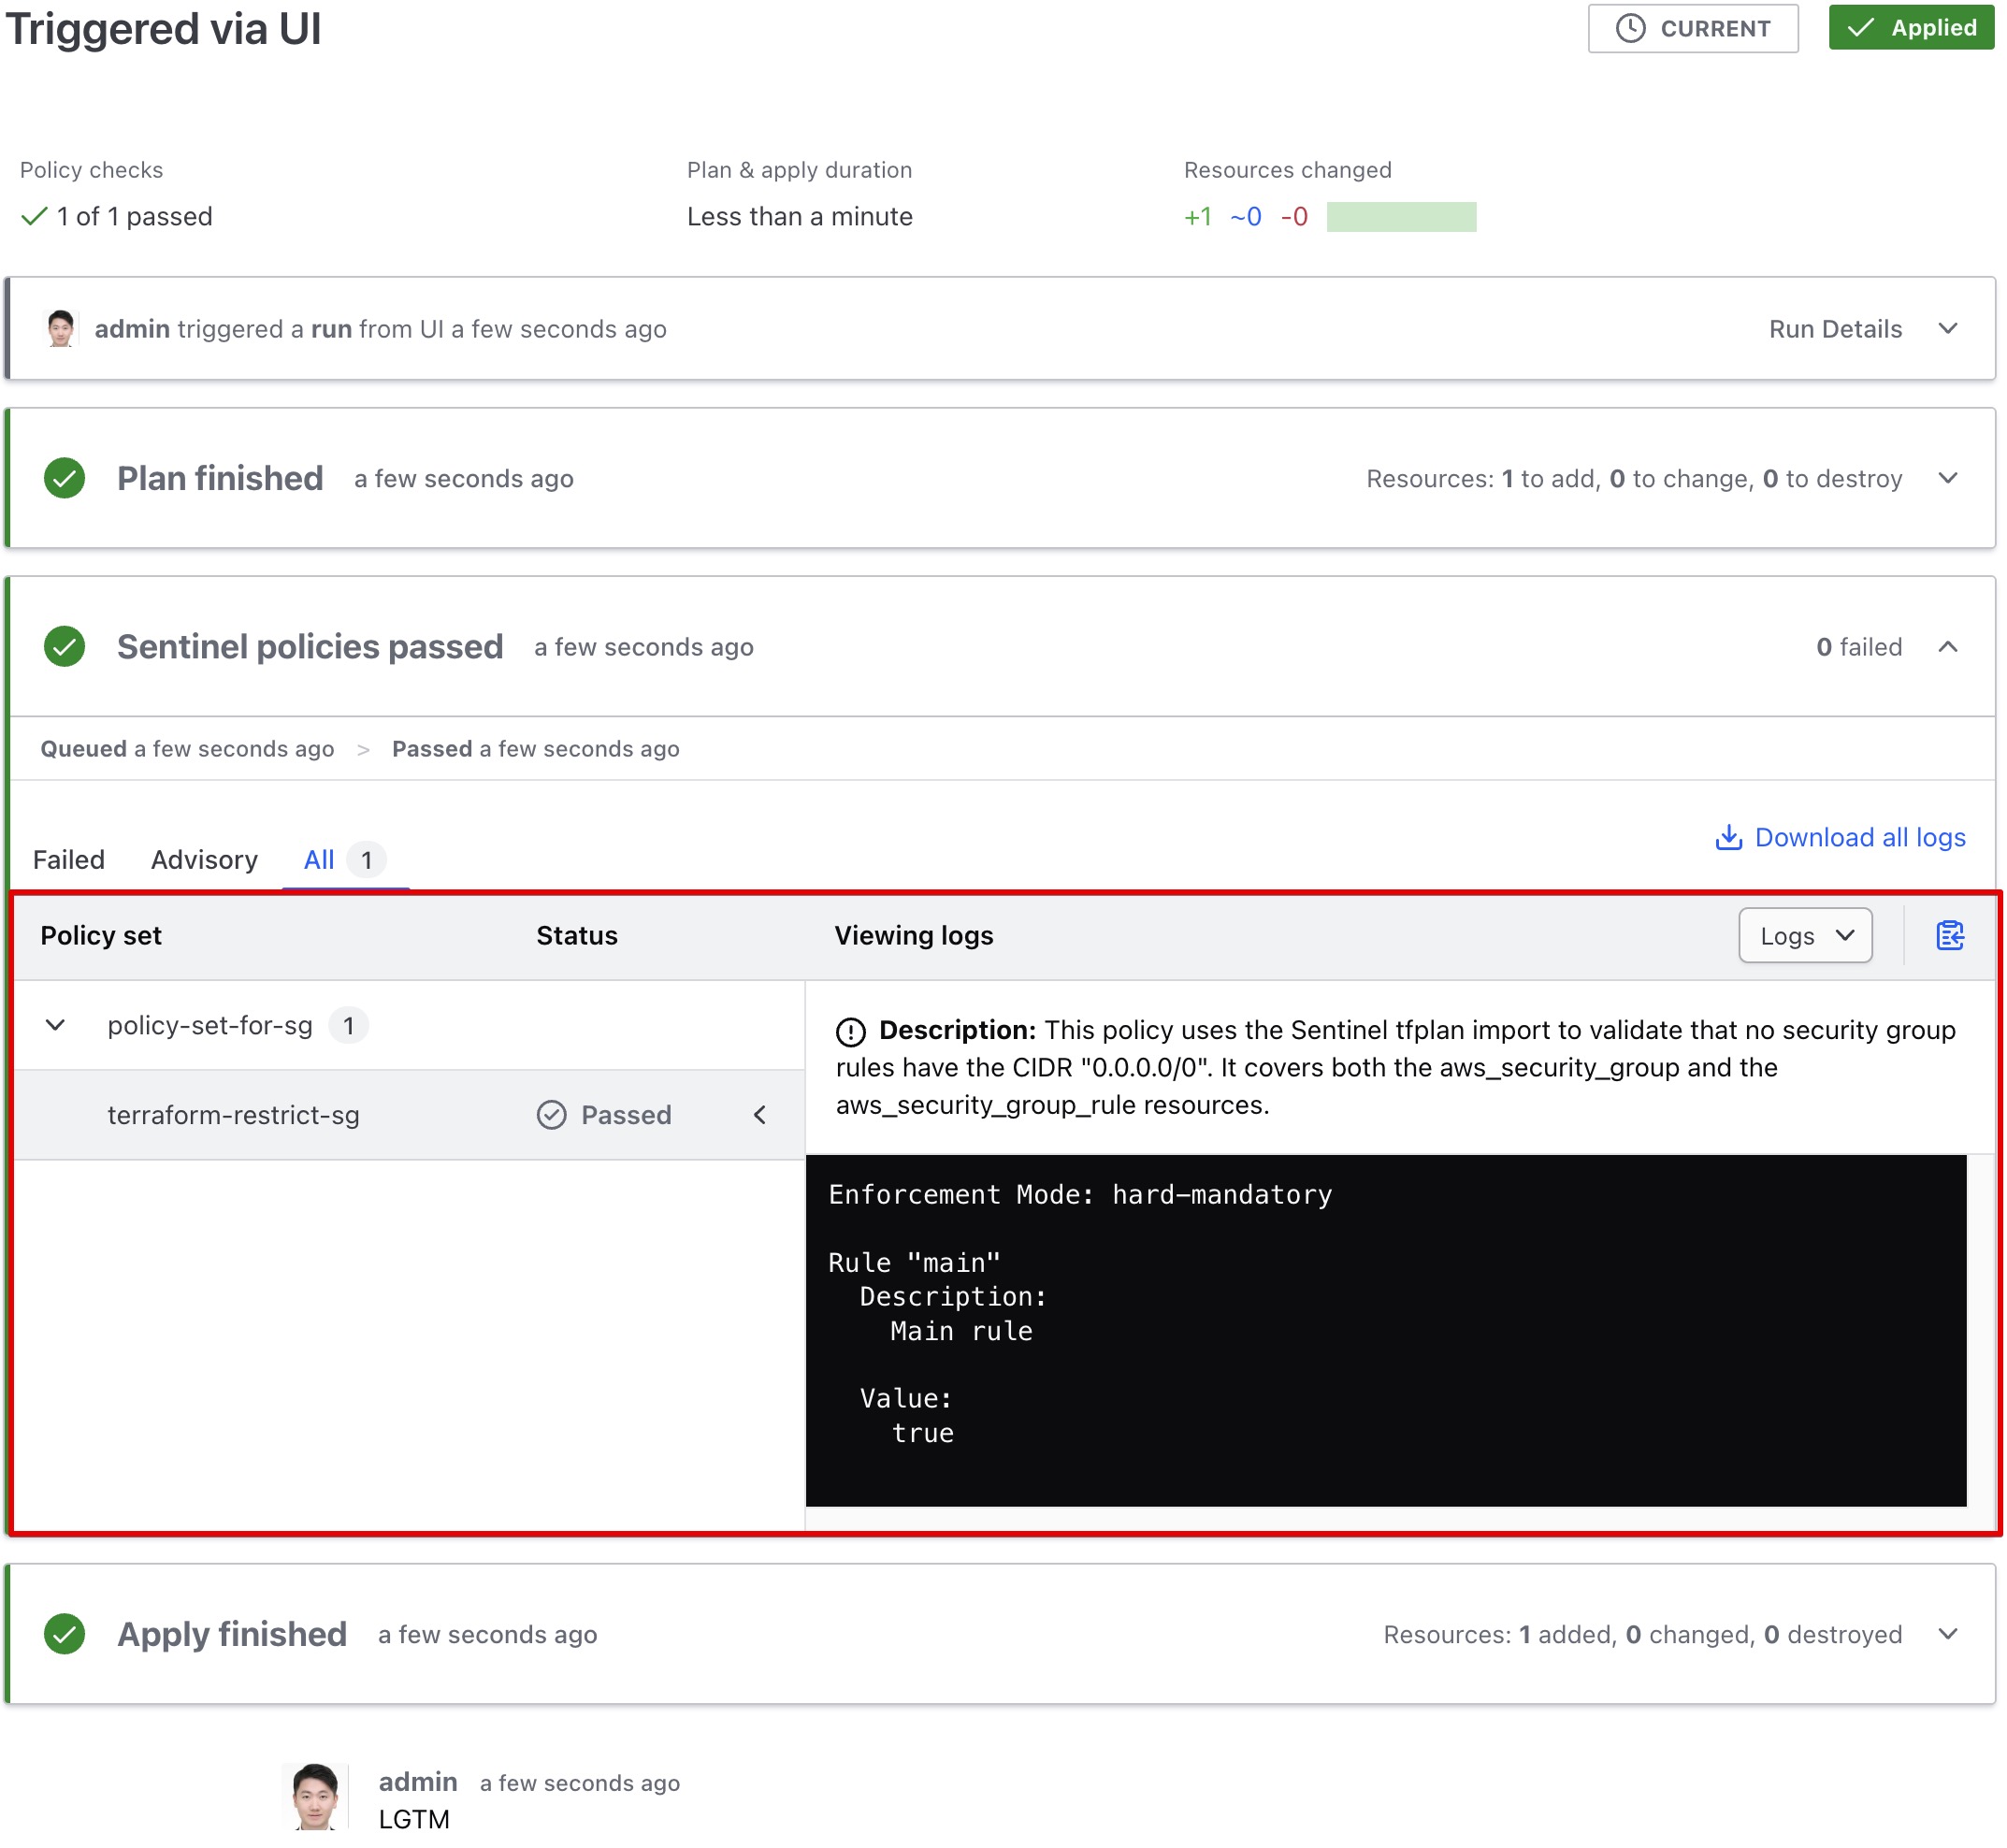 Triggered via UI
CURRENT
Applied
Policy checks
Plan & apply duration
Resources changed
1 of 1 passed
Less than a minute
+1 ~0 -0
admin triggered a run from UI a few seconds ago
Run Details
Plan finished a few seconds ago
Resources: 1 to add, 0 to change, 0 to destroy
Sentinel policies passed a few seconds ago
0 failed
Queued a few seconds ago > Passed a few seconds ago
Download all logs
Failed Advisory All 1
Policy set Status Viewing logs Logs
policy-set-for-sg 1
terraform-restrict-sg Passed
Description: This policy uses the Sentinel tfplan import to validate that no security group
rules have the CIDR "0.0.0.0/0". It covers both the aws_security_group and the
aws_security_group_rule resources.
Enforcement Mode: hard-mandatory
Rule "main"
Description:
Main rule
Value:
true
Apply finished a few seconds ago
Resources: 1 added, 0 changed, 0 destroyed
admin a few seconds ago
LGTM